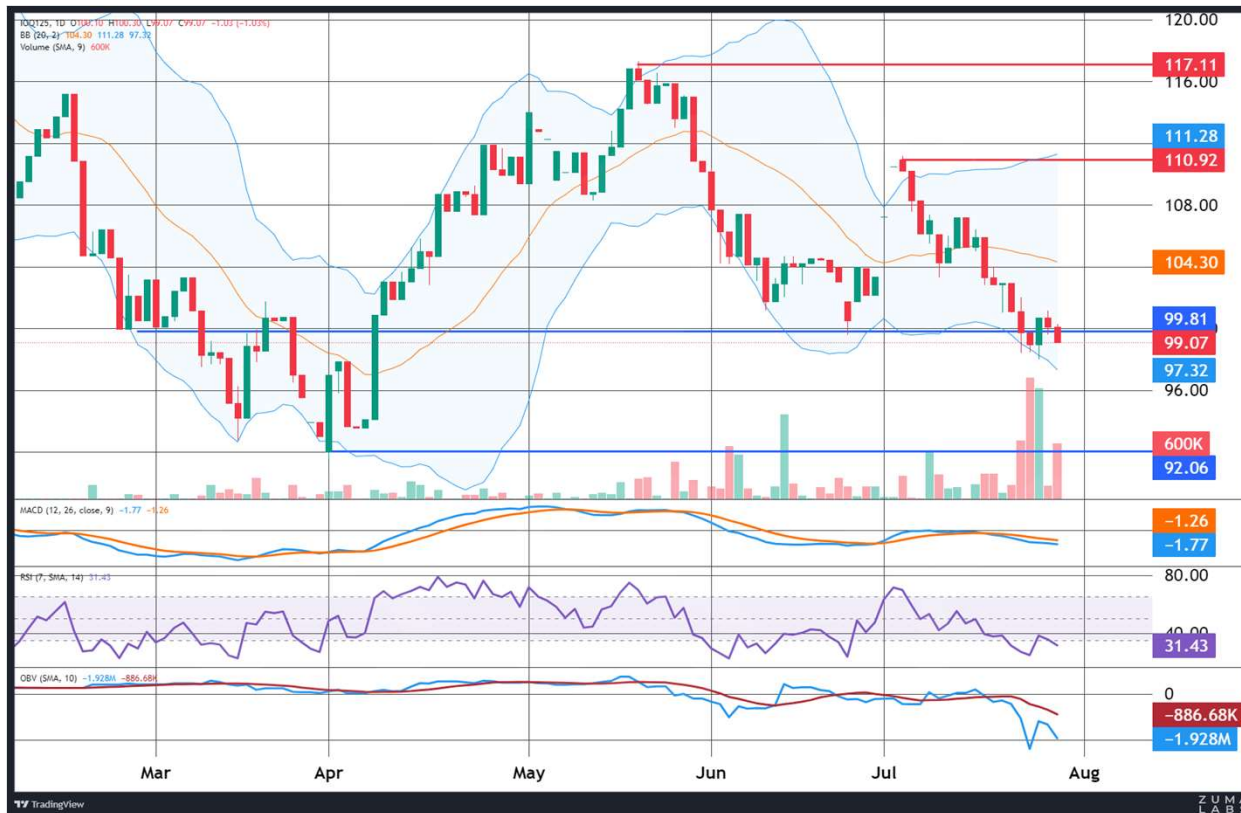 IOQ125, 1D O100.10 H100.30 L99.07 C99.07 −1.03 (−1.03%)
BB (20, 2) 104.30 111.28 97.32
Volume (SMA, 9) 600K
120.00
117.11
116.00
111.28
110.92
108.00
104.30
99.81
99.07
97.32
96.00
600K
92.06
MACD (12, 26, close, 9) −1.77 −1.26
−1.26
−1.77
RSI (7, SMA, 14) 31.43
80.00
40.00
31.43
OBV (SMA, 10) −1.928M −886.68K
0
−886.68K
−1.928M
Mar Apr May Jun Jul Aug
TradingView